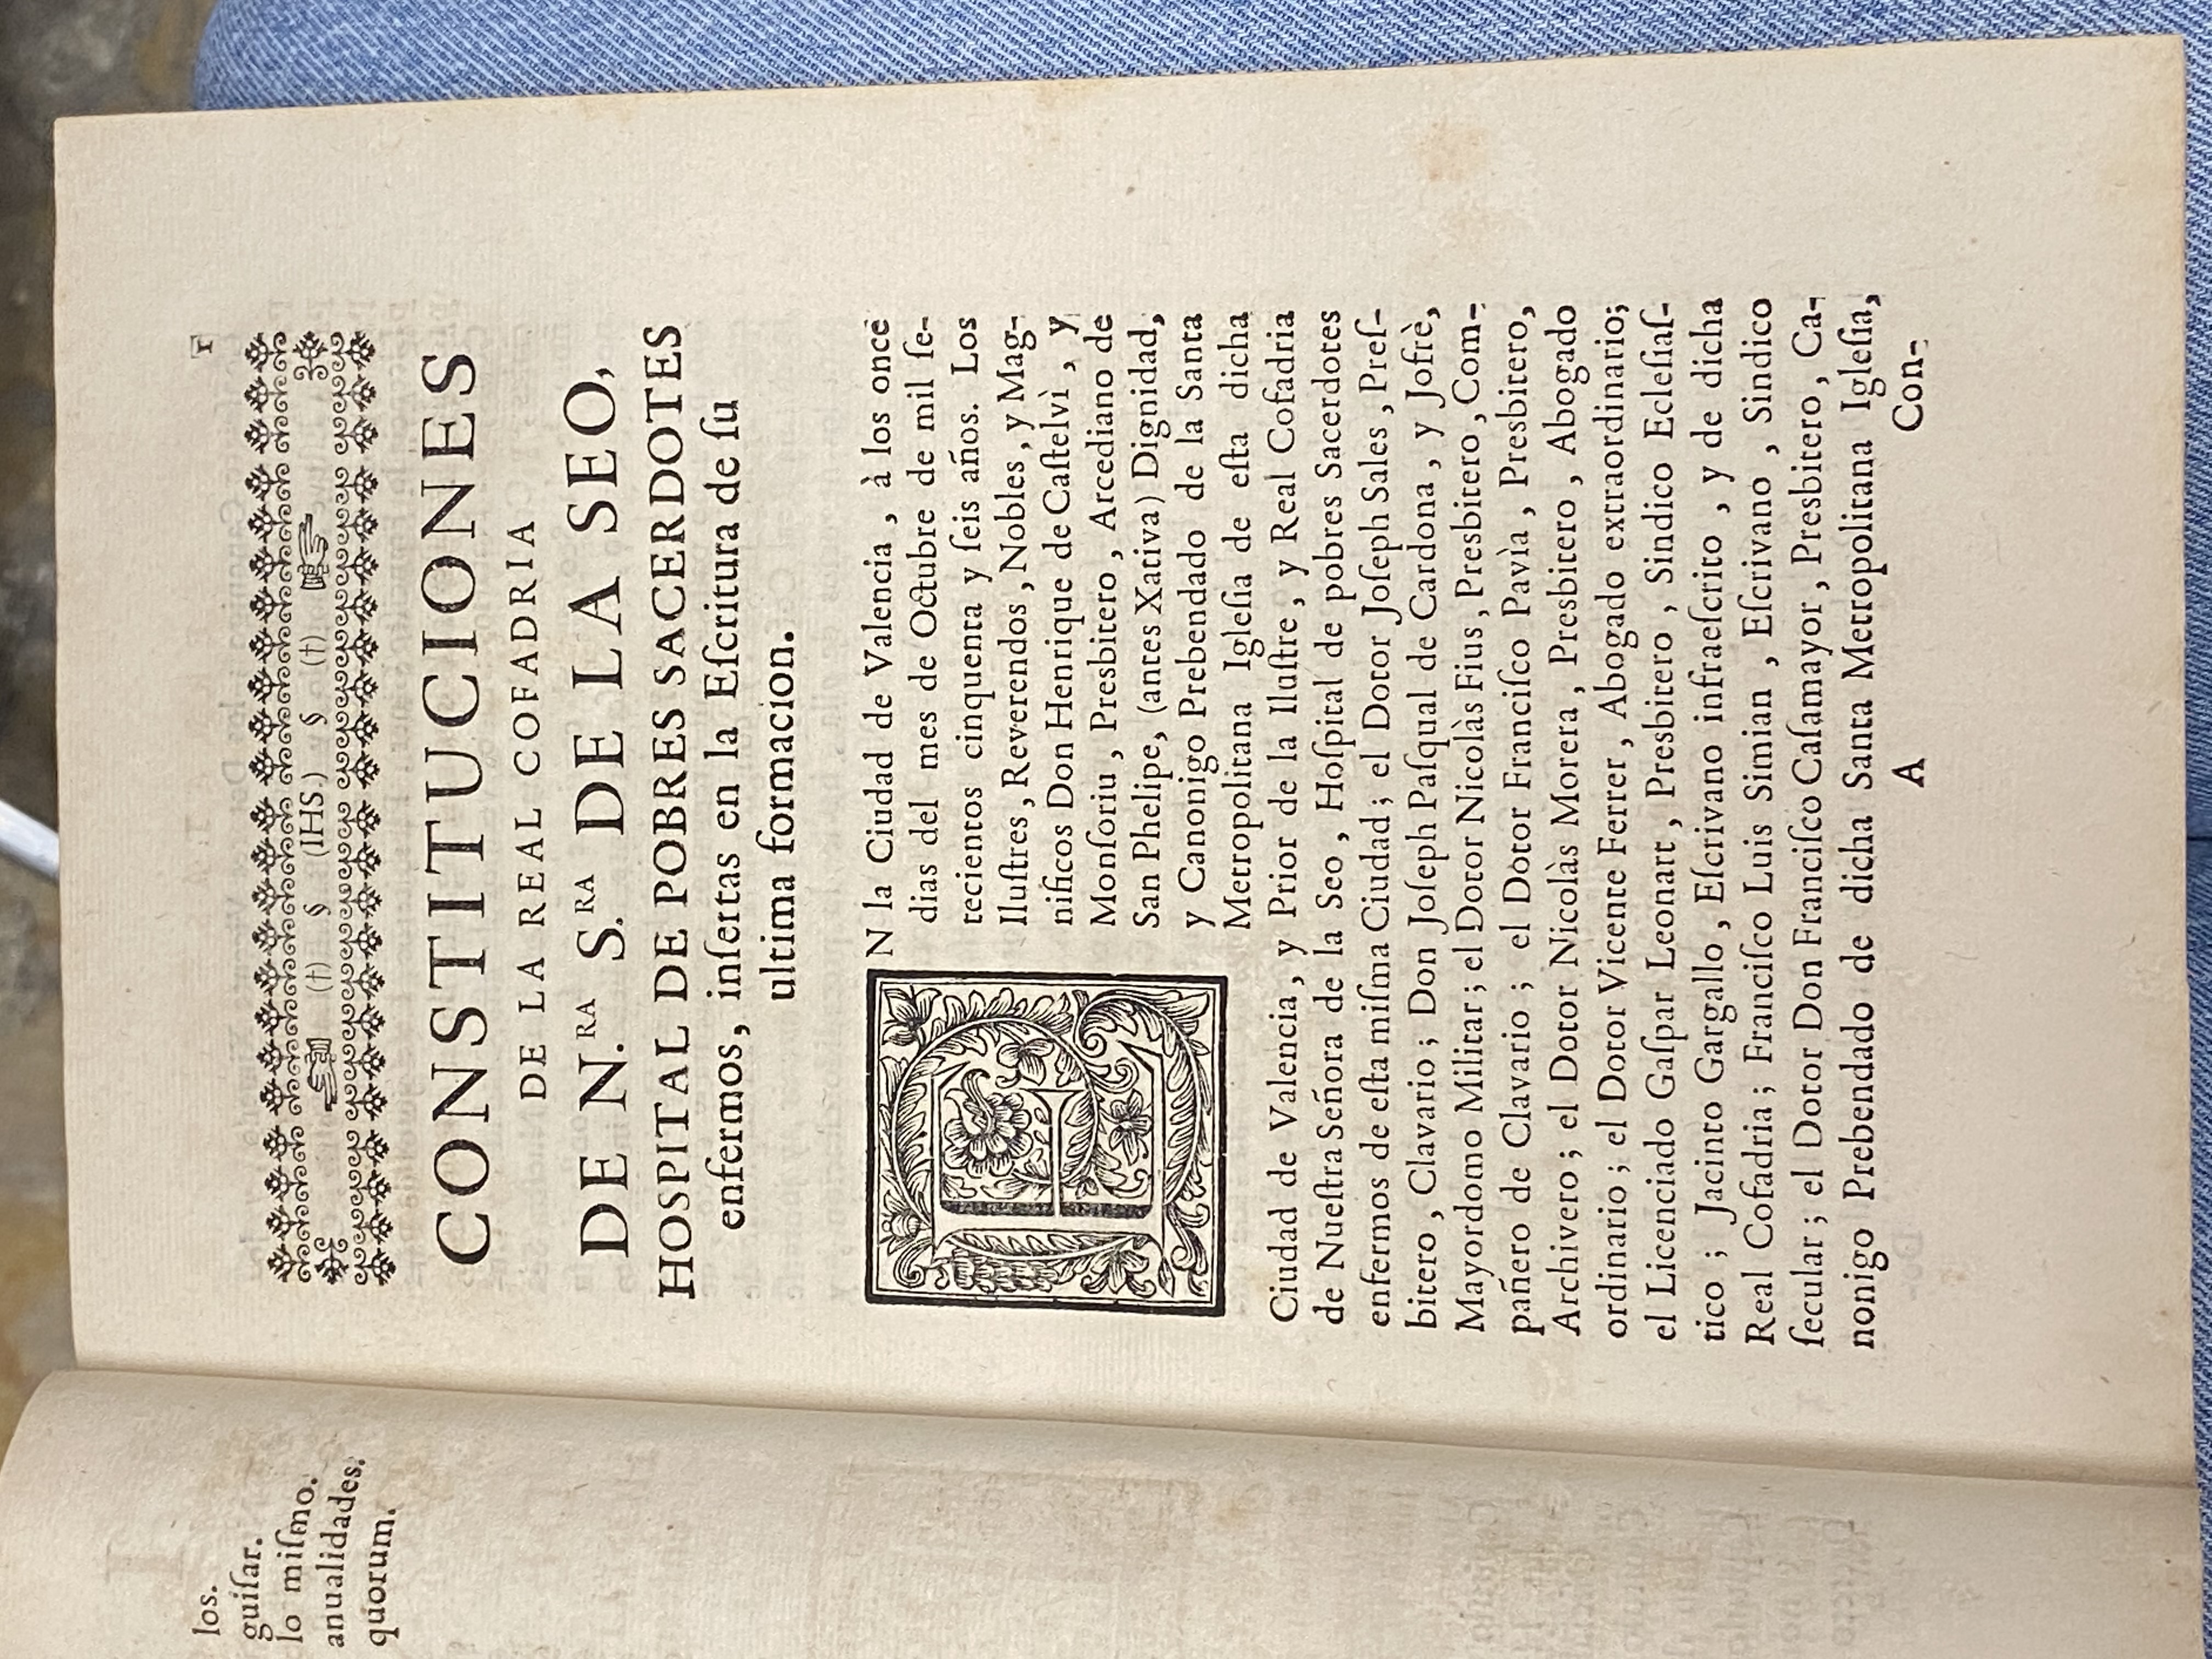 los.
guiſar.
lo miſmo.
anualidades.
quorum.
1
(†) § (IHS.) § (†)
CONSTITUCIONES
DE LA REAL COFADRIA
DE N.RA S.RA DE LA SEO,
HOSPITAL DE POBRES SACERDOTES
enfermos, inſertas en la Eſcritura de ſu
ultima formacion.
EN la Ciudad de Valencia, à los once
dias del mes de Octubre de mil ſe-
tecientos cinquenta y ſeis años. Los
Iluſtres, Reverendos, Nobles, y Mag-
nificos Don Henrique de Caſtelvì, y
Monſoriu, Presbitero, Arcediano de
San Phelipe, (antes Xativa) Dignidad,
y Canonigo Prebendado de la Santa
Metropolitana Igleſia de eſta dicha
Ciudad de Valencia, y Prior de la Iluſtre, y Real Cofadria
de Nueſtra Señora de la Seo, Hoſpital de pobres Sacerdotes
enfermos de eſta miſma Ciudad; el Dotor Joſeph Sales, Preſ-
bitero, Clavario; Don Joſeph Paſqual de Cardona, y Jofrè,
Mayordomo Militar; el Dotor Nicolàs Fius, Presbitero, Com-
pañero de Clavario; el Dotor Franciſco Pavìa, Presbitero,
Archivero; el Dotor Nicolàs Morera, Presbitero, Abogado
ordinario; el Dotor Vicente Ferrer, Abogado extraordinario;
el Licenciado Gaſpar Leonart, Presbitero, Sindico Ecleſiaſ-
tico; Jacinto Gargallo, Eſcrivano infraeſcrito, y de dicha
Real Cofadria; Franciſco Luis Simian, Eſcrivano, Sindico
ſecular; el Dotor Don Franciſco Caſamayor, Presbitero, Ca-
nonigo Prebendado de dicha Santa Metropolitana Igleſia,
A Con-